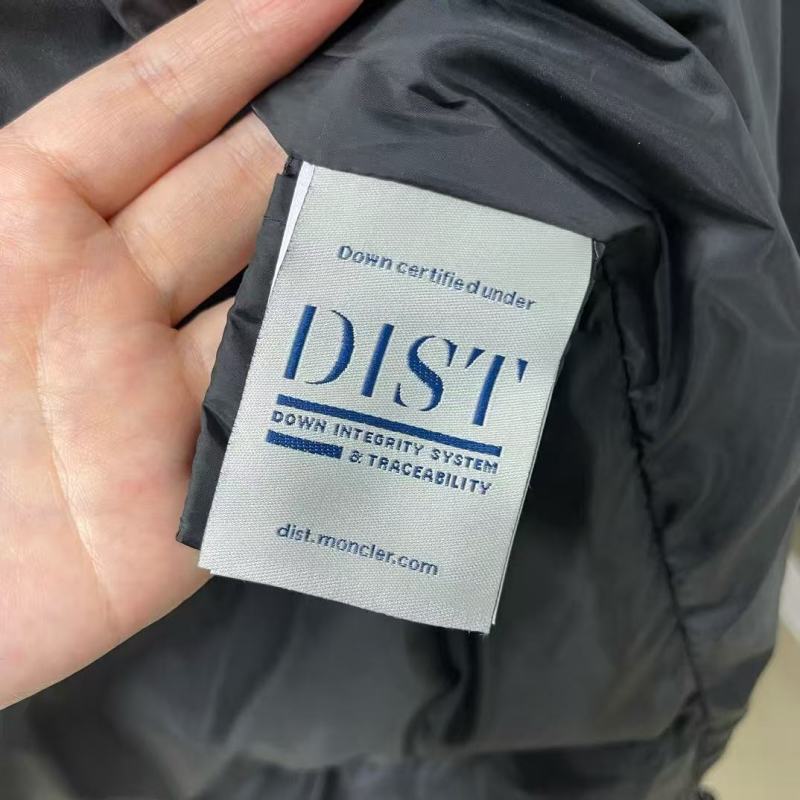 Down certified under
DIST
DOWN INTEGRITY SYSTEM
& TRACEABILITY
dist.moncler.com